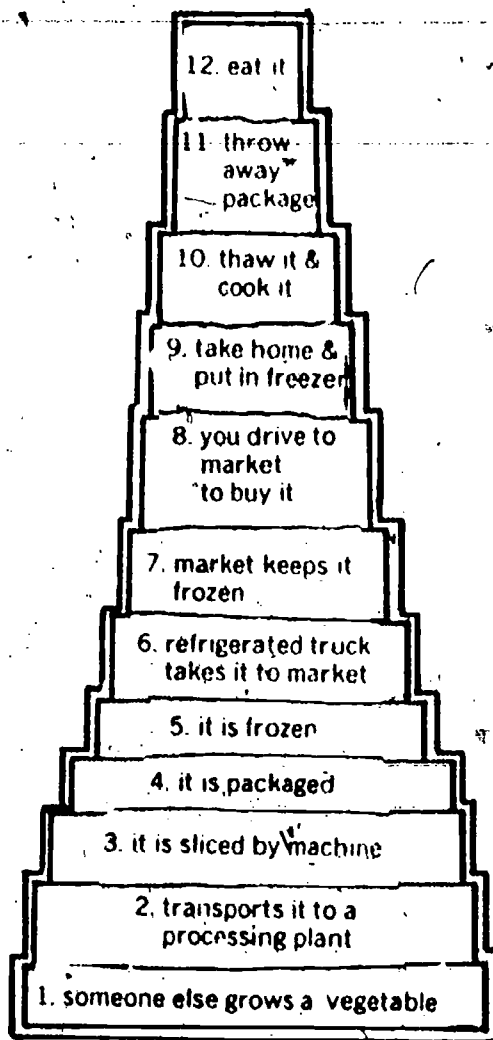 12. eat it
11 throw
away
package
10. thaw it &
cook it
9. take home &
put in freezer
8. you drive to
market
to buy it
7. market keeps it
frozen
6. refrigerated truck
takes it to market
5. it is frozen
4. it is packaged
3. it is sliced by machine
2. transports it to a
processing plant
1. someone else grows a vegetable